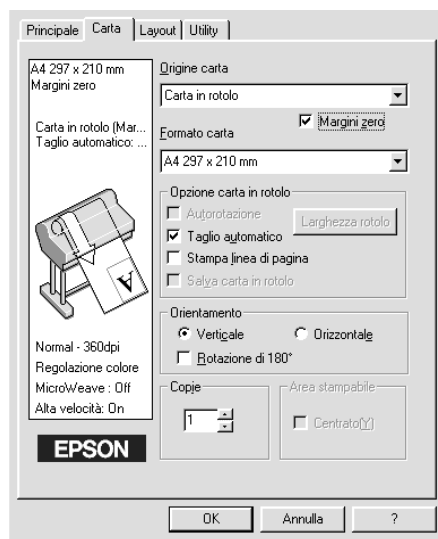 Principale Carta Layout Utility
A4 297 x 210 mm
Margini zero
Carta in rotolo (Mar...
Taglio automatico: ...
A
Normal - 360dpi
Regolazione colore
MicroWeave : Off
Alta velocità: On
EPSON
Origine carta
Carta in rotolo
Margini zero
Formato carta
A4 297 x 210 mm
Opzione carta in rotolo
Autorotazione
Larghezza rotolo
Taglio automatico
Stampa linea di pagina
Salva carta in rotolo
Orientamento
Verticale Orizzontale
Rotazione di 180°
Copie
1
Area stampabile
Centrato(Y)
OK Annulla ?